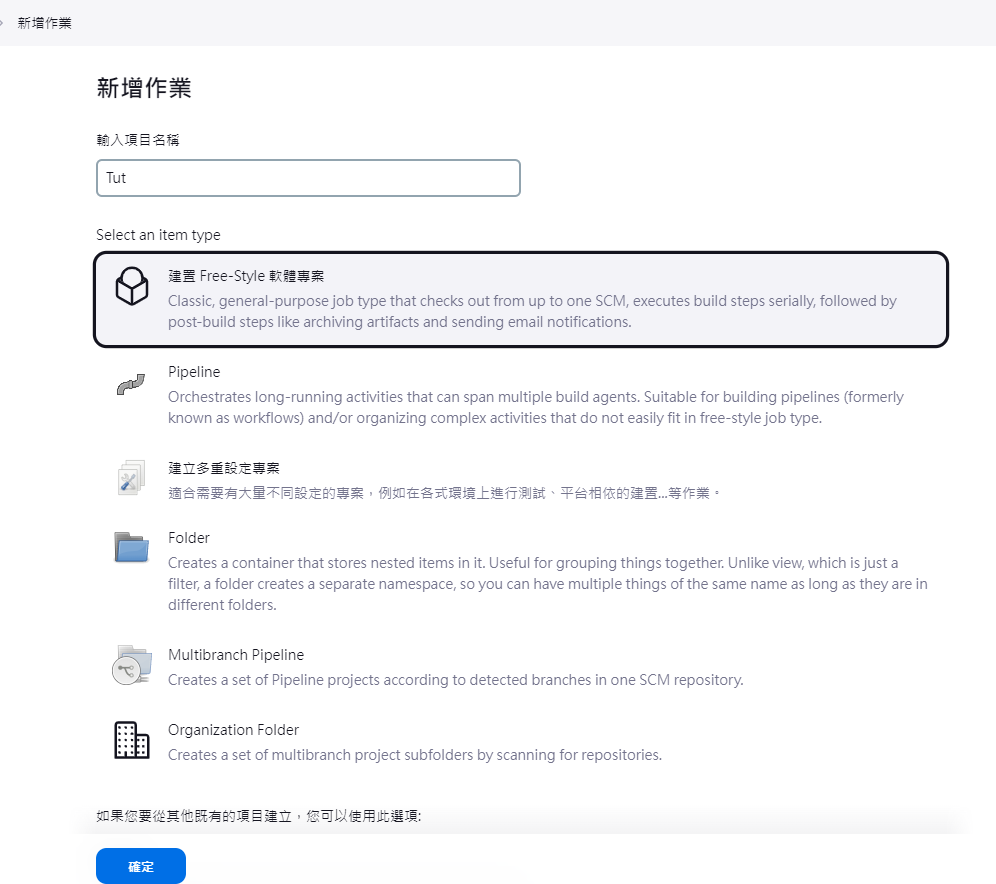 新增作業
新增作業
輸入項目名稱
Tut
Select an item type
建置 Free-Style 軟體專案
Classic, general-purpose job type that checks out from up to one SCM, executes build steps serially, followed by
post-build steps like archiving artifacts and sending email notifications.
Pipeline
Orchestrates long-running activities that can span multiple build agents. Suitable for building pipelines (formerly
known as workflows) and/or organizing complex activities that do not easily fit in free-style job type.
建立多重設定專案
適合需要有大量不同設定的專案，例如在各式環境上進行測試、平台相依的建置...等作業。
Folder
Creates a container that stores nested items in it. Useful for grouping things together. Unlike view, which is just a
filter, a folder creates a separate namespace, so you can have multiple things of the same name as long as they are in
different folders.
Multibranch Pipeline
Creates a set of Pipeline projects according to detected branches in one SCM repository.
Organization Folder
Creates a set of multibranch project subfolders by scanning for repositories.
如果您要從其他既有的項目建立，您可以使用此選項:
確定